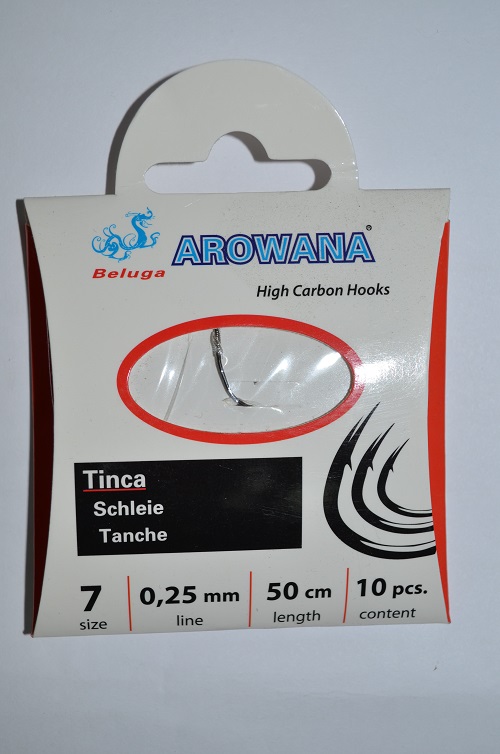 Beluga
AROWANA®
High Carbon Hooks
Tinca
Schleie
Tanche
7 size
0,25 mm line
50 cm length
10 pcs. content